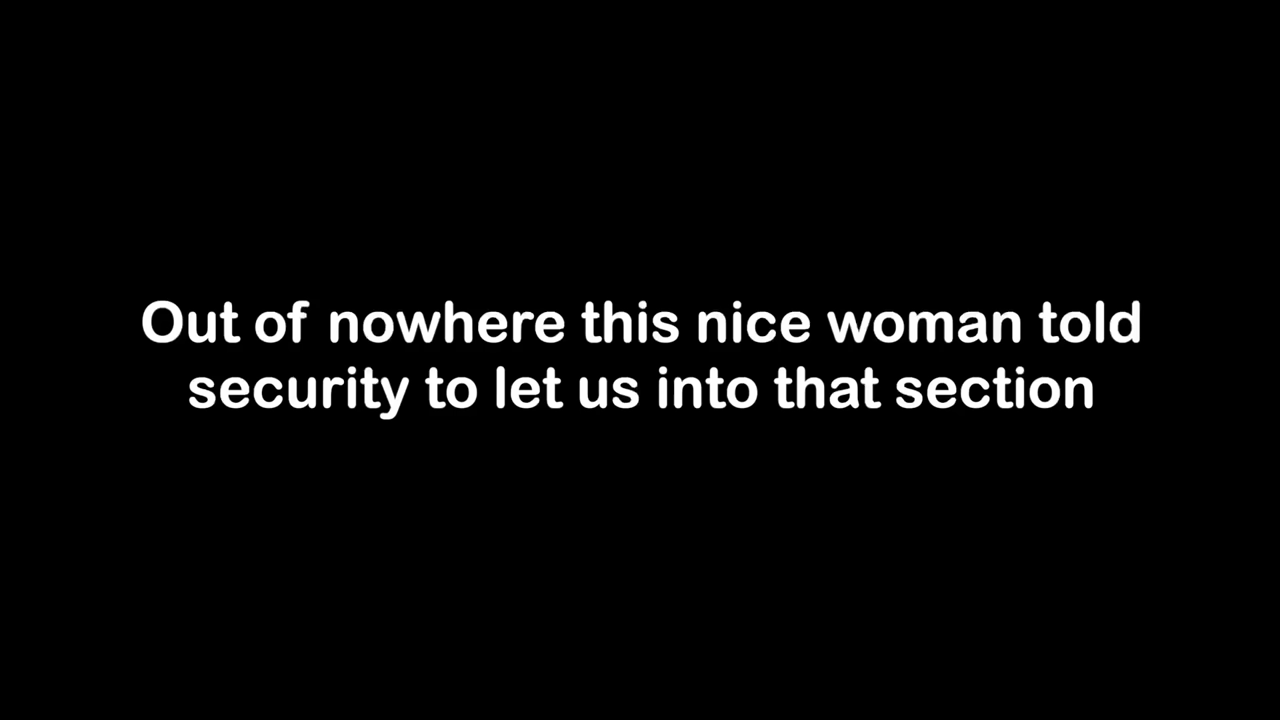 Out of nowhere this nice woman told
security to let us into that section